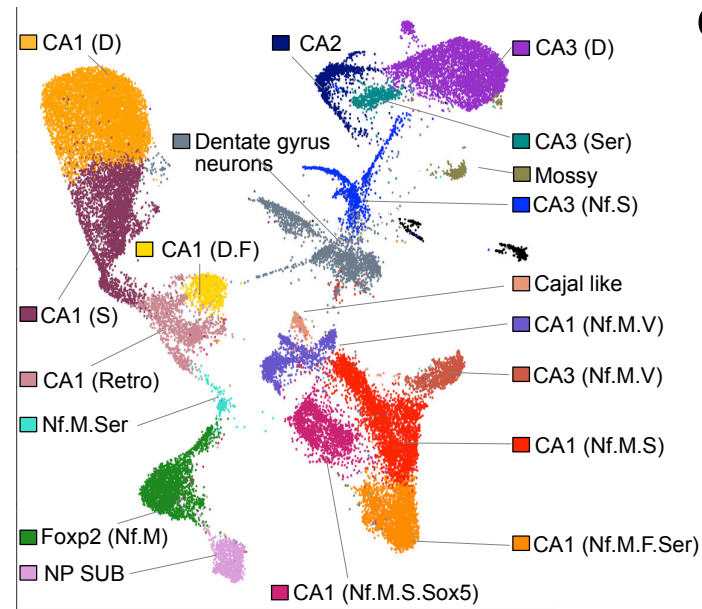 CA1 (D)
CA2
CA3 (D)
Dentate gyrus
neurons
CA3 (Ser)
Mossy
CA3 (Nf.S)
CA1 (D.F)
Cajal like
CA1 (S)
CA1 (Nf.M.V)
CA1 (Retro)
CA3 (Nf.M.V)
Nf.M.Ser
CA1 (Nf.M.S)
Foxp2 (Nf.M)
CA1 (Nf.M.F.Ser)
NP SUB
CA1 (Nf.M.S.Sox5)